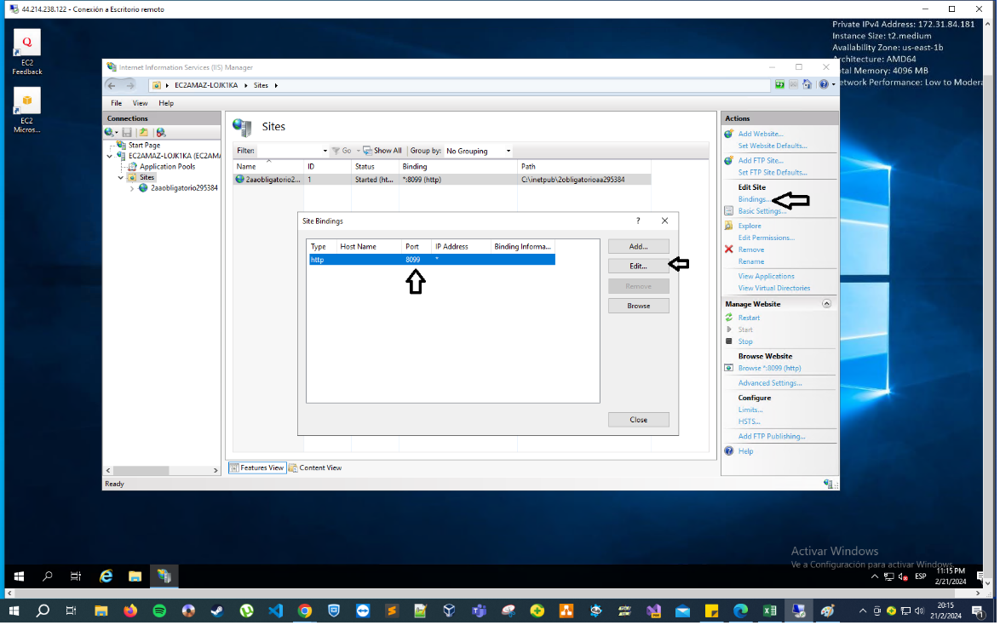 44.214.238.122 - Conexión a Escritorio remoto
Private IPv4 Address: 172.31.84.181
Instance Size: t2.medium
Availability Zone: us-east-1b
Architecture: AMD64
Total Memory: 4096 MB
Network Performance: Low to Modera
EC2
Feedback
EC2
Micros...
Internet Information Services (IIS) Manager
EC2AMAZ-LOJK1KA
Sites
File View Help
Connections
Start Page
EC2AMAZ-LOJK1KA (EC2AM
Application Pools
Sites
2aaobligatorio295384
Sites
Filter: Go Show All Group by: No Grouping
Name ID Status Binding Path
2aaobligatorio2... 1 Started (ht... *:8099 (http) C:\inetpub\2obligatorioaa295384
Site Bindings
?
Type Host Name Port IP Address Binding Informa...
http 8099 *
Add...
Edit...
Remove
Browse
Close
Features View Content View
Ready
Actions
Add Website...
Set Website Defaults...
Add FTP Site...
Set FTP Site Defaults...
Edit Site
Bindings...
Basic Settings...
Explore
Edit Permissions...
Remove
Rename
View Applications
View Virtual Directories
Manage Website
Restart
Start
Stop
Browse Website
Browse *:8099 (http)
Advanced Settings...
Configure
Limits...
HSTS...
Add FTP Publishing...
Help
Activar Windows
Ve a Configuración para activar Windows.
ESP
11:15 PM
2/21/2024
20:15
21/2/2024